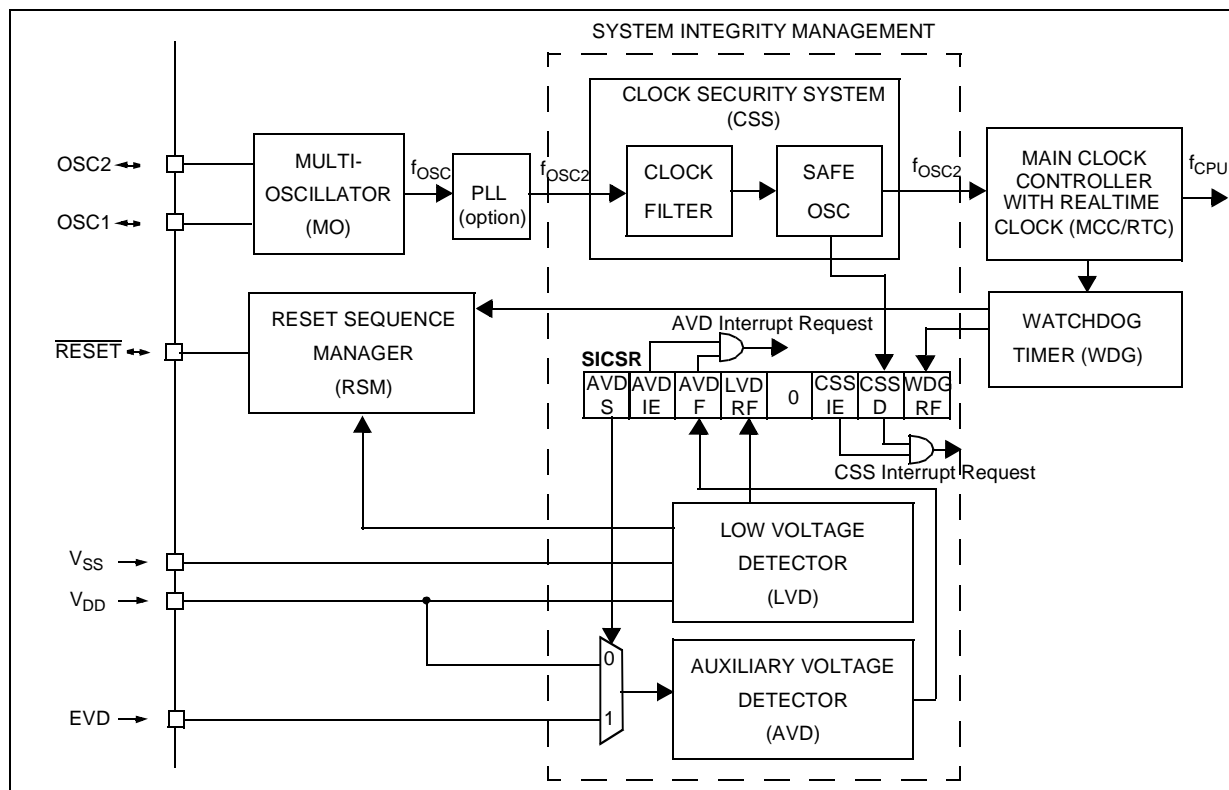 SYSTEM INTEGRITY MANAGEMENT
CLOCK SECURITY SYSTEM
(CSS)
OSC2
OSC1
MULTI-
OSCILLATOR
(MO)
fOSC
PLL
(option)
fOSC2
CLOCK
FILTER
SAFE
OSC
fOSC2
MAIN CLOCK
CONTROLLER
WITH REALTIME
CLOCK (MCC/RTC)
fCPU
RESET
RESET SEQUENCE
MANAGER
(RSM)
AVD Interrupt Request
WATCHDOG
TIMER (WDG)
SICSR
AVD AVD AVD LVD 0 CSS CSS WDG
S IE F RF IE D RF
CSS Interrupt Request
VSS
VDD
LOW VOLTAGE
DETECTOR
(LVD)
0
1
EVD
AUXILIARY VOLTAGE
DETECTOR
(AVD)